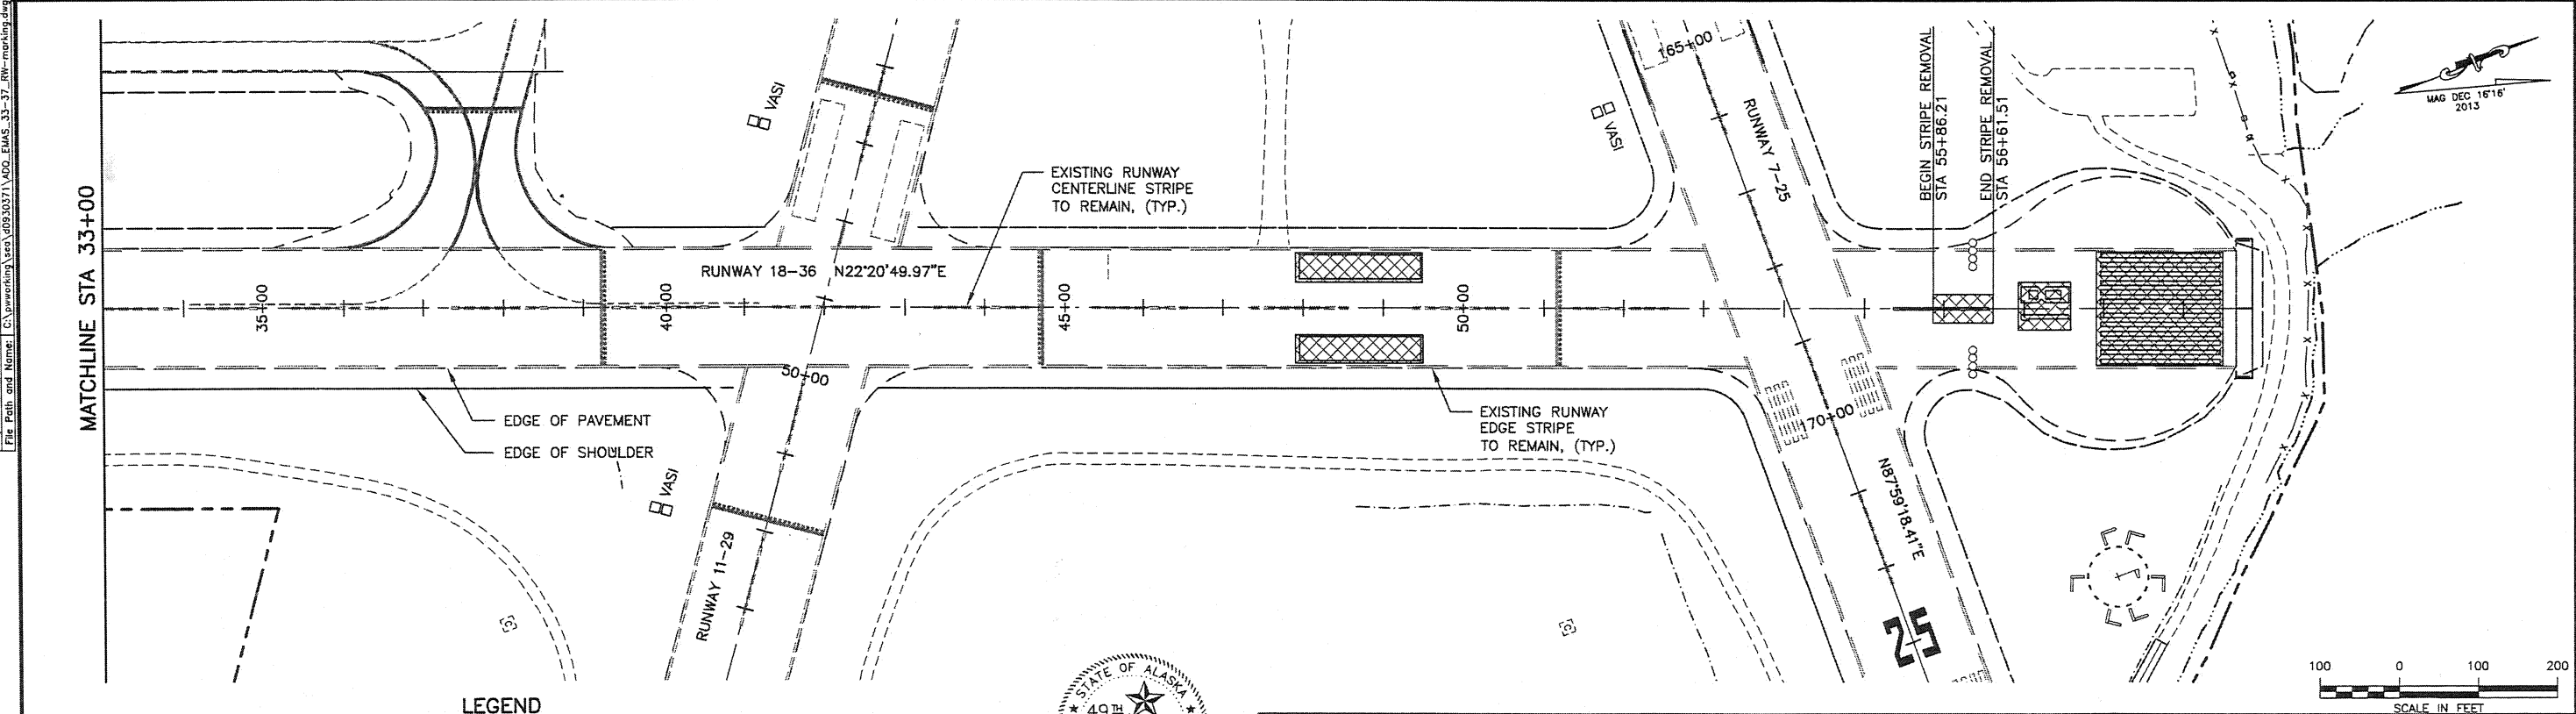 File Path and Name: C:\pwworking\sea\d0930371\ADO_EMAS_33-37_RW-marking.dwg
MATCHLINE STA 33+00
VASI
EXISTING RUNWAY
CENTERLINE STRIPE
TO REMAIN, (TYP.)
VASI
165+00
RUNWAY 7-25
BEGIN STRIPE REMOVAL
STA 55+86.21
END STRIPE REMOVAL
STA 56+61.51
MAG DEC 16°16'
2013
RUNWAY 18-36 N22°20'49.97"E
35+00
40+00
45+00
50+00
50+00
EDGE OF PAVEMENT
EDGE OF SHOULDER
VASI
RUNWAY 11-29
EXISTING RUNWAY
EDGE STRIPE
TO REMAIN, (TYP.)
170+00
N87°59'18.41"E
25
LEGEND
STATE OF ALASKA
49TH
100 0 100 200
SCALE IN FEET